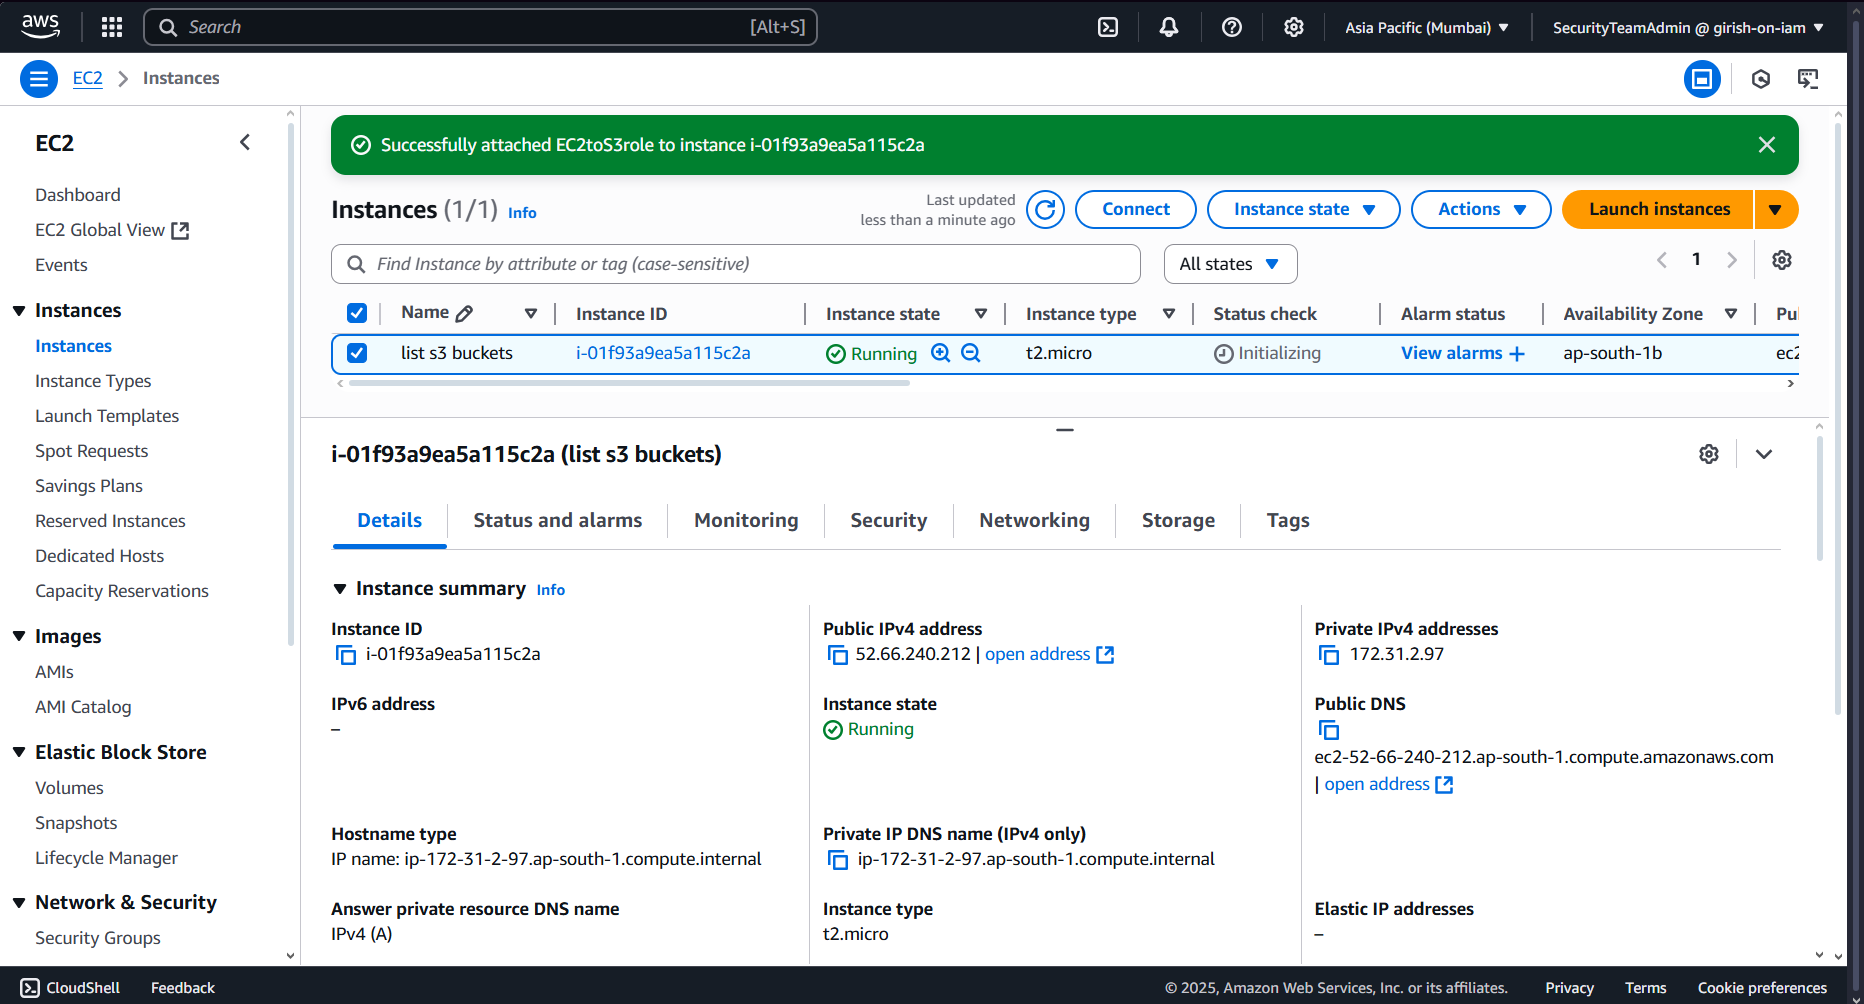 aws
Search [Alt+S]
Asia Pacific (Mumbai)
SecurityTeamAdmin @ girish-on-iam
EC2 Instances
EC2
Dashboard
EC2 Global View
Events
Instances
Instances
Instance Types
Launch Templates
Spot Requests
Savings Plans
Reserved Instances
Dedicated Hosts
Capacity Reservations
Images
AMIs
AMI Catalog
Elastic Block Store
Volumes
Snapshots
Lifecycle Manager
Network & Security
Security Groups
Successfully attached EC2toS3role to instance i-01f93a9ea5a115c2a
Instances (1/1) Info
Last updated
less than a minute ago
Connect
Instance state
Actions
Launch instances
Find Instance by attribute or tag (case-sensitive)
All states
1
Name Instance ID Instance state Instance type Status check Alarm status Availability Zone Pu
list s3 buckets i-01f93a9ea5a115c2a Running t2.micro Initializing View alarms + ap-south-1b ec2
i-01f93a9ea5a115c2a (list s3 buckets)
Details Status and alarms Monitoring Security Networking Storage Tags
Instance summary Info
Instance ID
i-01f93a9ea5a115c2a
Public IPv4 address
52.66.240.212 | open address
Private IPv4 addresses
172.31.2.97
IPv6 address
–
Instance state
Running
Public DNS
ec2-52-66-240-212.ap-south-1.compute.amazonaws.com
| open address
Hostname type
IP name: ip-172-31-2-97.ap-south-1.compute.internal
Private IP DNS name (IPv4 only)
ip-172-31-2-97.ap-south-1.compute.internal
Answer private resource DNS name
IPv4 (A)
Instance type
t2.micro
Elastic IP addresses
–
CloudShell Feedback
© 2025, Amazon Web Services, Inc. or its affiliates. Privacy Terms Cookie preferences